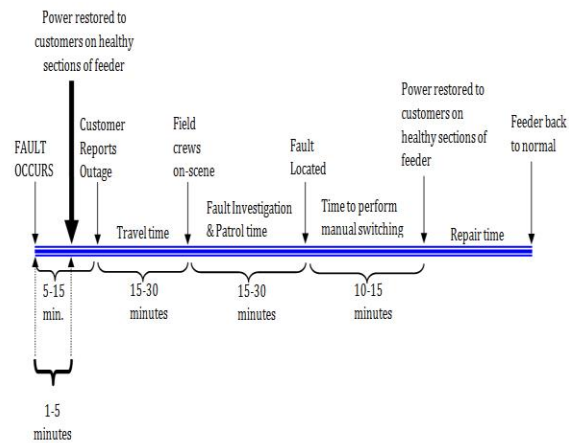 Power restored to
customers on healthy
sections of feeder
FAULT
OCCURS
Customer
Reports
Outage
Field
crews
on-scene
Fault
Located
Power restored to
customers on
healthy sections of
feeder
Feeder back
to normal
Travel time
Fault Investigation
& Patrol time
Time to perform
manual switching
Repair time
5-15
min.
15-30
minutes
15-30
minutes
10-15
minutes
1-5
minutes